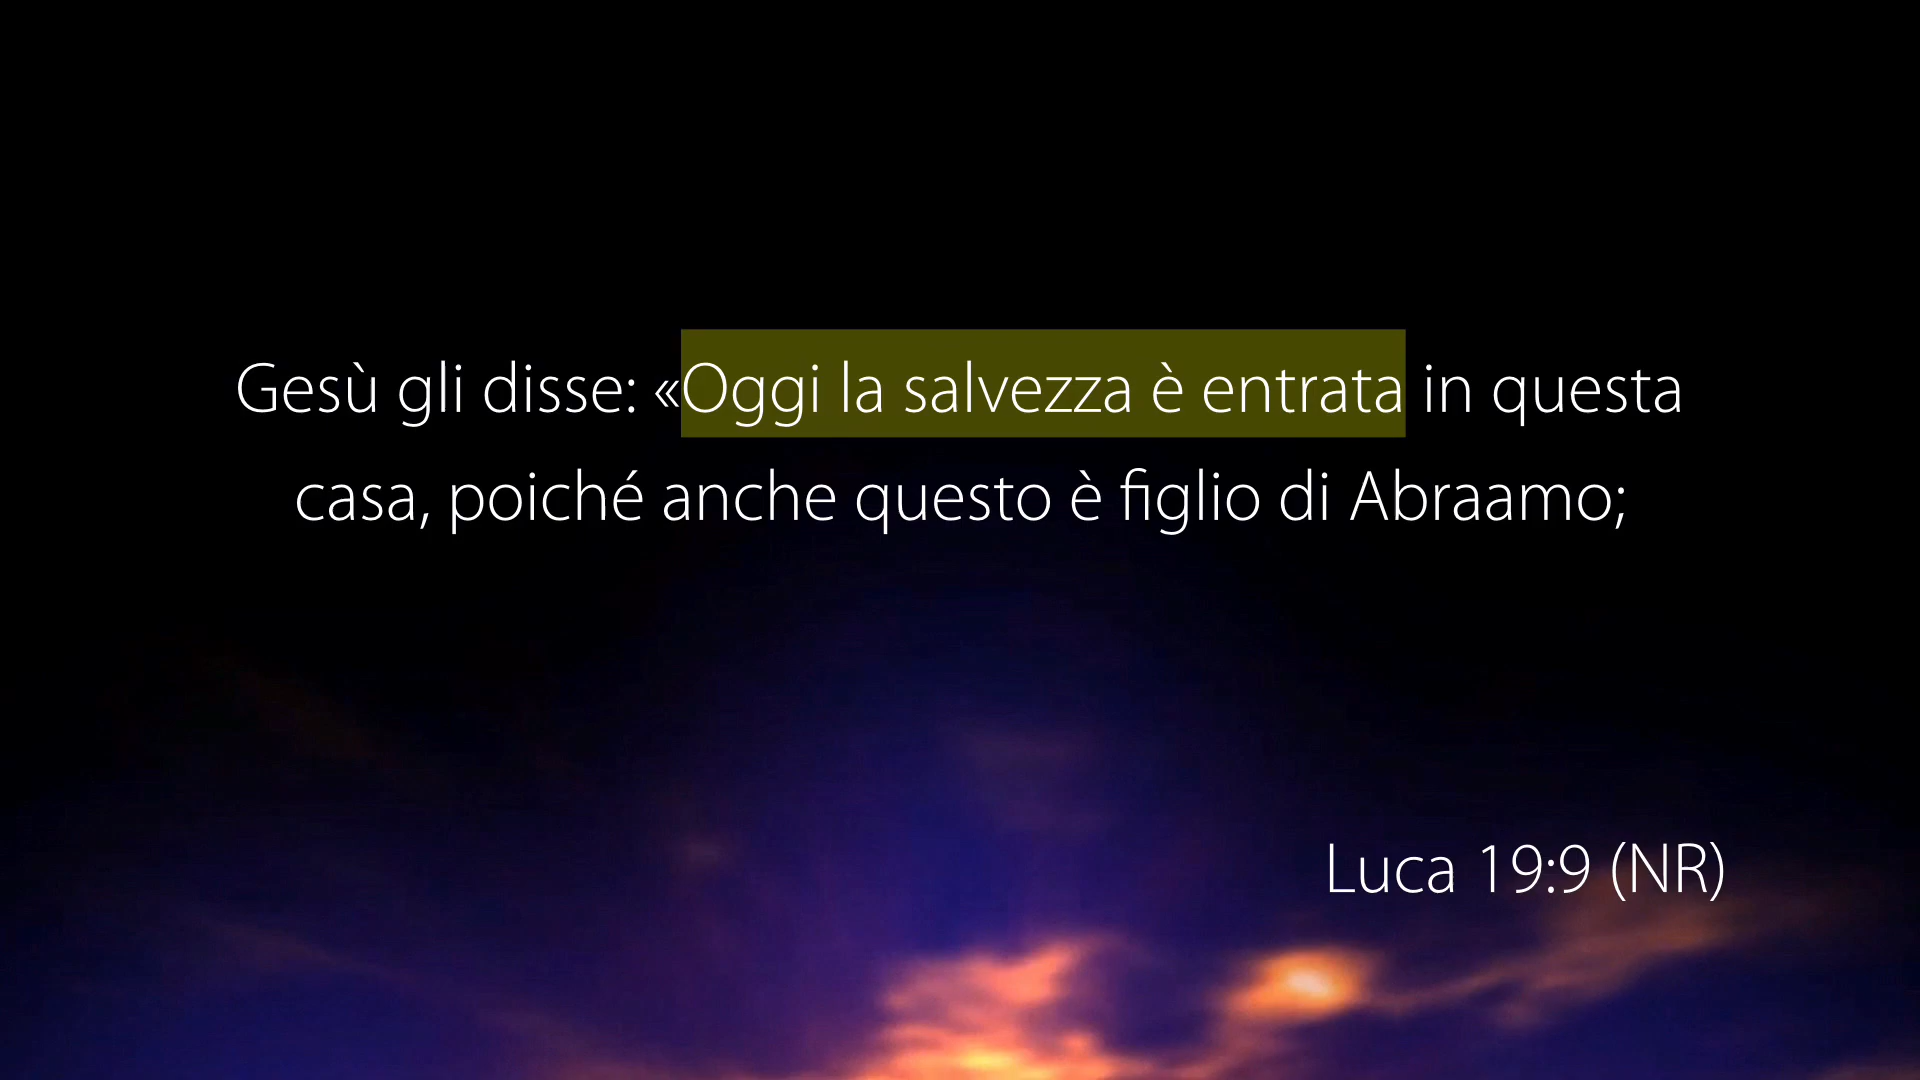 Gesù gli disse: «Oggi la salvezza è entrata in questa
casa, poiché anche questo è figlio di Abraamo;
Luca 19:9 (NR)